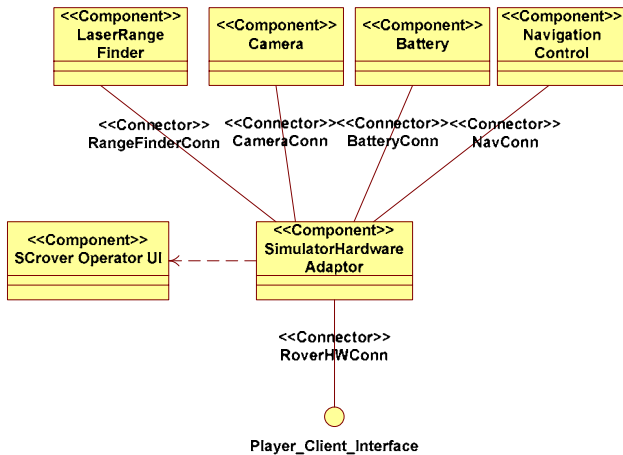 <<Component>>
LaserRange
Finder
<<Component>>
Camera
<<Component>>
Battery
<<Component>>
Navigation
Control
<<Connector>>
RangeFinderConn
<<Connector>>
CameraConn
<<Connector>>
BatteryConn
<<Connector>>
NavConn
<<Component>>
SCrover Operator UI
<<Component>>
SimulatorHardware
Adaptor
<<Connector>>
RoverHWConn
Player_Client_Interface